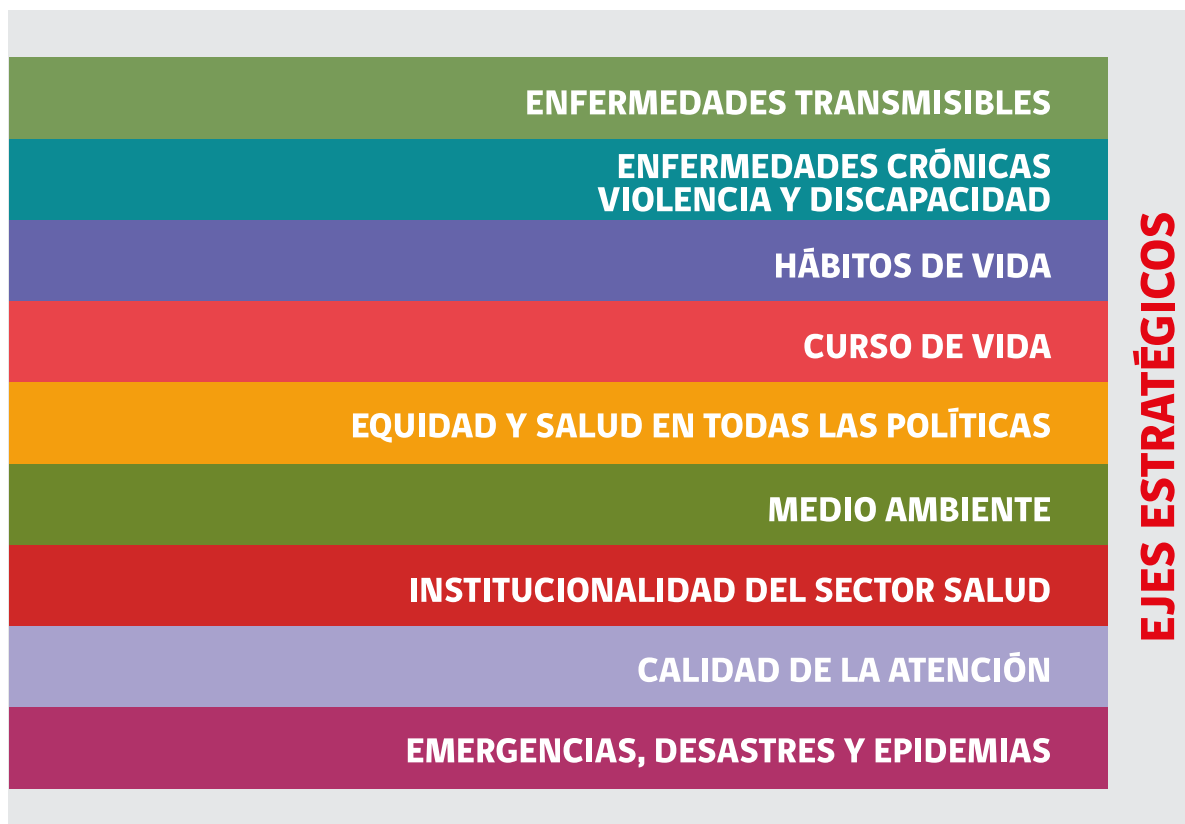 ENFERMEDADES TRANSMISIBLES
ENFERMEDADES CRÓNICAS
VIOLENCIA Y DISCAPACIDAD
HÁBITOS DE VIDA
CURSO DE VIDA
EQUIDAD Y SALUD EN TODAS LAS POLÍTICAS
MEDIO AMBIENTE
INSTITUCIONALIDAD DEL SECTOR SALUD
CALIDAD DE LA ATENCIÓN
EMERGENCIAS, DESASTRES Y EPIDEMIAS
EJES ESTRATÉGICOS